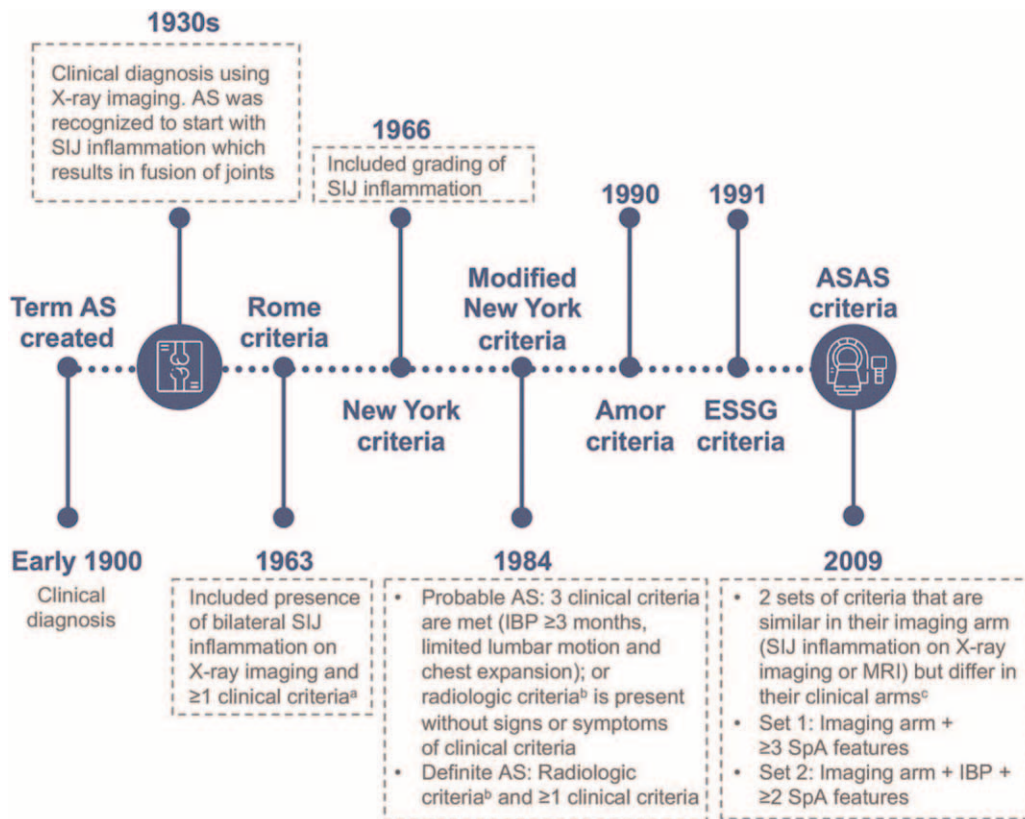 1930s
Clinical diagnosis using
X-ray imaging. AS was
recognized to start with
SIJ inflammation which
results in fusion of joints
1966
Included grading of
SIJ inflammation
1990
1991
Term AS
created
Rome
criteria
New York
criteria
Modified
New York
criteria
Amor
criteria
ESSG
criteria
ASAS
criteria
Early 1900
Clinical
diagnosis
1963
Included presence
of bilateral SIJ
inflammation on
X-ray imaging and
≥1 clinical criteriaᵃ
1984
• Probable AS: 3 clinical criteria
are met (IBP ≥3 months,
limited lumbar motion and
chest expansion); or
radiologic criteriaᵇ is present
without signs or symptoms
of clinical criteria
• Definite AS: Radiologic
criteriaᵇ and ≥1 clinical criteria
2009
• 2 sets of criteria that are
similar in their imaging arm
(SIJ inflammation on X-ray
imaging or MRI) but differ in
their clinical armsᶜ
• Set 1: Imaging arm +
≥3 SpA features
• Set 2: Imaging arm + IBP +
≥2 SpA features